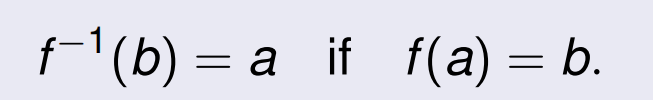 f⁻¹(b) = a if f(a) = b.